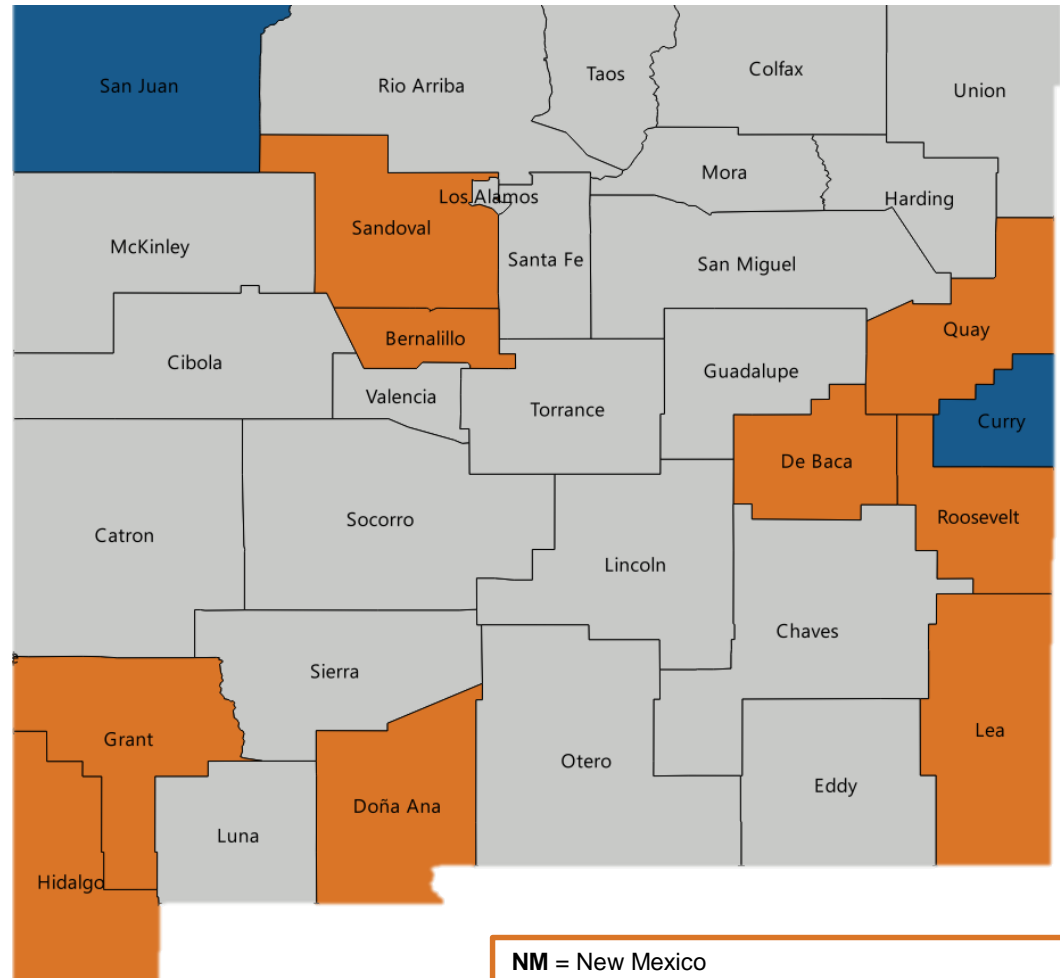 San Juan
Rio Arriba
Taos
Colfax
Union
Mora
Los Alamos
Harding
Sandoval
McKinley
Santa Fe
San Miguel
Bernalillo
Quay
Cibola
Guadalupe
Valencia
Torrance
Curry
De Baca
Socorro
Roosevelt
Catron
Lincoln
Chaves
Sierra
Grant
Lea
Otero
Eddy
Doña Ana
Luna
Hidalgo
NM = New Mexico